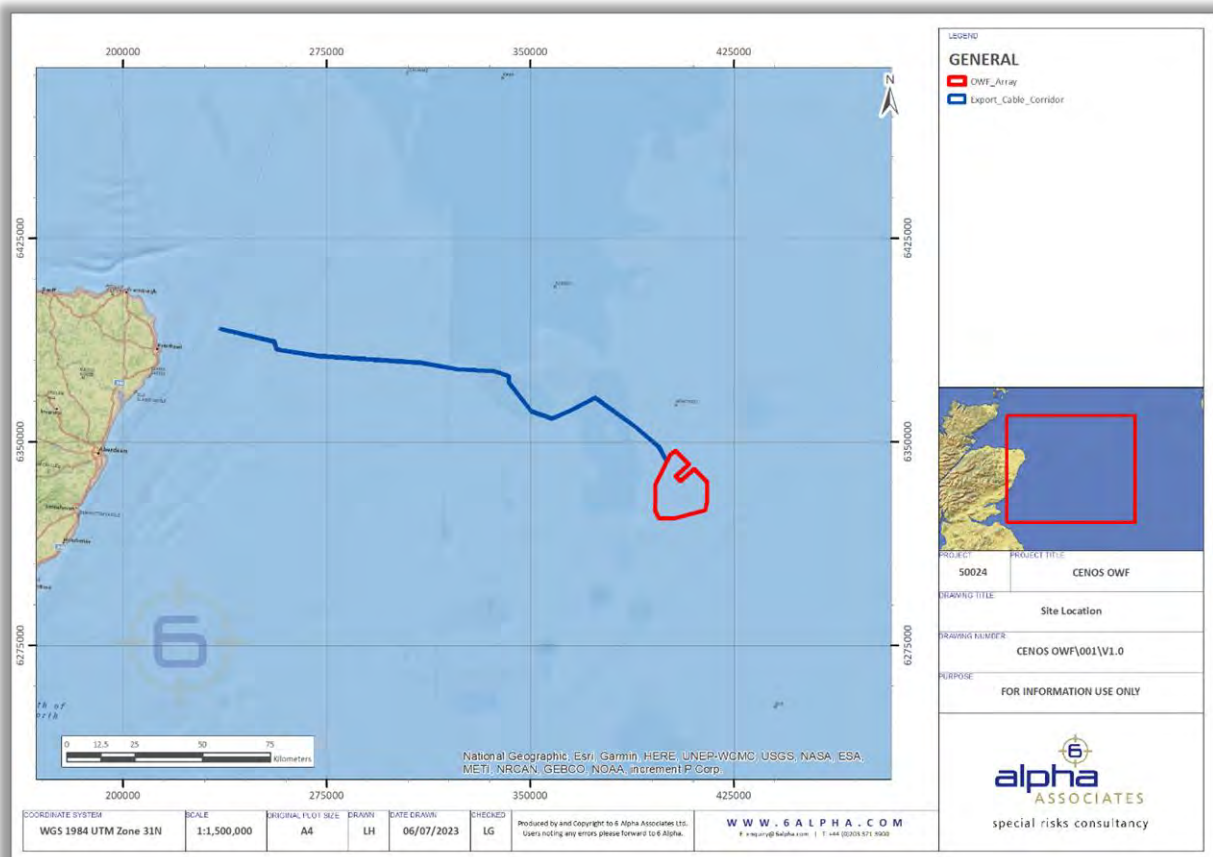 200000 275000 350000 425000
N
6425000 6425000
Peterhead
Aberdeen
6350000 6350000
6275000 6275000
6
0 12.5 25 50 75
Kilometers
National Geographic, Esri, Garmin, HERE, UNEP-WCMC, USGS, NASA, ESA,
METI, NRCAN, GEBCO, NOAA, increment P Corp.
200000 275000 350000 425000
LEGEND
GENERAL
OWF_Array
Export_Cable_Corridor
PROJECT PROJECT TITLE
50024 CENOS OWF
DRAWING TITLE
Site Location
DRAWING NUMBER
CENOS OWF\001\V1.0
PURPOSE
FOR INFORMATION USE ONLY
6
alpha
ASSOCIATES
special risks consultancy
COORDINATE SYSTEM SCALE ORIGINAL PLOT SIZE DRAWN DATE DRAWN CHECKED
WGS 1984 UTM Zone 31N 1:1,500,000 A4 LH 06/07/2023 LG
Produced by and Copyright to 6 Alpha Associates Ltd.
Users noting any errors please forward to 6 Alpha.
WWW.6ALPHA.COM